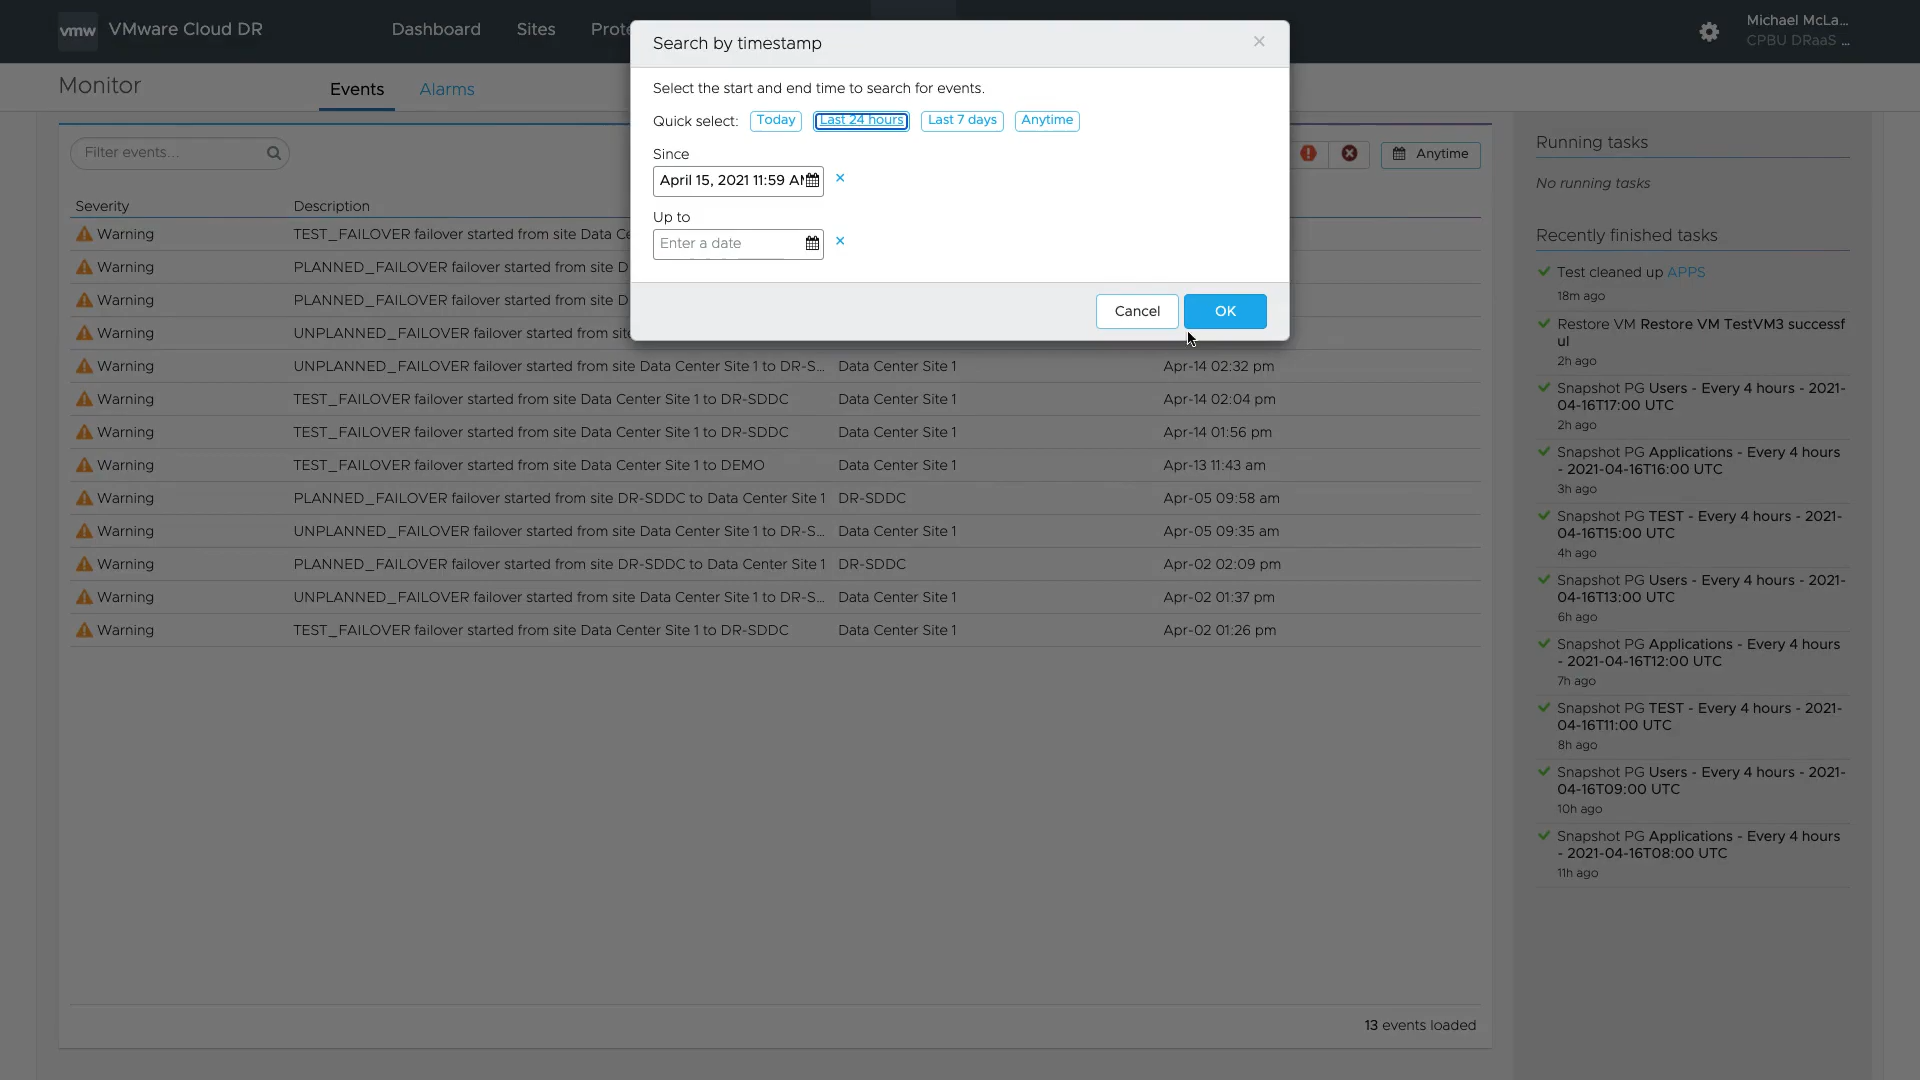 vmw VMware Cloud DR
Dashboard
Sites
Prote
Michael McLa...
CPBU DRaaS ...
Monitor
Events
Alarms
Search by timestamp
Select the start and end time to search for events.
Quick select: Today Last 24 hours Last 7 days Anytime
Since
April 15, 2021 11:59 AM
Up to
Enter a date
Cancel OK
Filter events...
Anytime
Severity Description
Warning TEST_FAILOVER failover started from site Data Ce
Warning PLANNED_FAILOVER failover started from site D
Warning PLANNED_FAILOVER failover started from site D
Warning UNPLANNED_FAILOVER failover started from site
Warning UNPLANNED_FAILOVER failover started from site Data Center Site 1 to DR-S... Data Center Site 1 Apr-14 02:32 pm
Warning TEST_FAILOVER failover started from site Data Center Site 1 to DR-SDDC Data Center Site 1 Apr-14 02:04 pm
Warning TEST_FAILOVER failover started from site Data Center Site 1 to DR-SDDC Data Center Site 1 Apr-14 01:56 pm
Warning TEST_FAILOVER failover started from site Data Center Site 1 to DEMO Data Center Site 1 Apr-13 11:43 am
Warning PLANNED_FAILOVER failover started from site DR-SDDC to Data Center Site 1 DR-SDDC Apr-05 09:58 am
Warning UNPLANNED_FAILOVER failover started from site Data Center Site 1 to DR-S... Data Center Site 1 Apr-05 09:35 am
Warning PLANNED_FAILOVER failover started from site DR-SDDC to Data Center Site 1 DR-SDDC Apr-02 02:09 pm
Warning UNPLANNED_FAILOVER failover started from site Data Center Site 1 to DR-S... Data Center Site 1 Apr-02 01:37 pm
Warning TEST_FAILOVER failover started from site Data Center Site 1 to DR-SDDC Data Center Site 1 Apr-02 01:26 pm
13 events loaded
Running tasks
No running tasks
Recently finished tasks
Test cleaned up APPS
18m ago
Restore VM Restore VM TestVM3 successf
ul
2h ago
Snapshot PG Users - Every 4 hours - 2021-
04-16T17:00 UTC
2h ago
Snapshot PG Applications - Every 4 hours
- 2021-04-16T16:00 UTC
3h ago
Snapshot PG TEST - Every 4 hours - 2021-
04-16T15:00 UTC
4h ago
Snapshot PG Users - Every 4 hours - 2021-
04-16T13:00 UTC
6h ago
Snapshot PG Applications - Every 4 hours
- 2021-04-16T12:00 UTC
7h ago
Snapshot PG TEST - Every 4 hours - 2021-
04-16T11:00 UTC
8h ago
Snapshot PG Users - Every 4 hours - 2021-
04-16T09:00 UTC
10h ago
Snapshot PG Applications - Every 4 hours
- 2021-04-16T08:00 UTC
11h ago